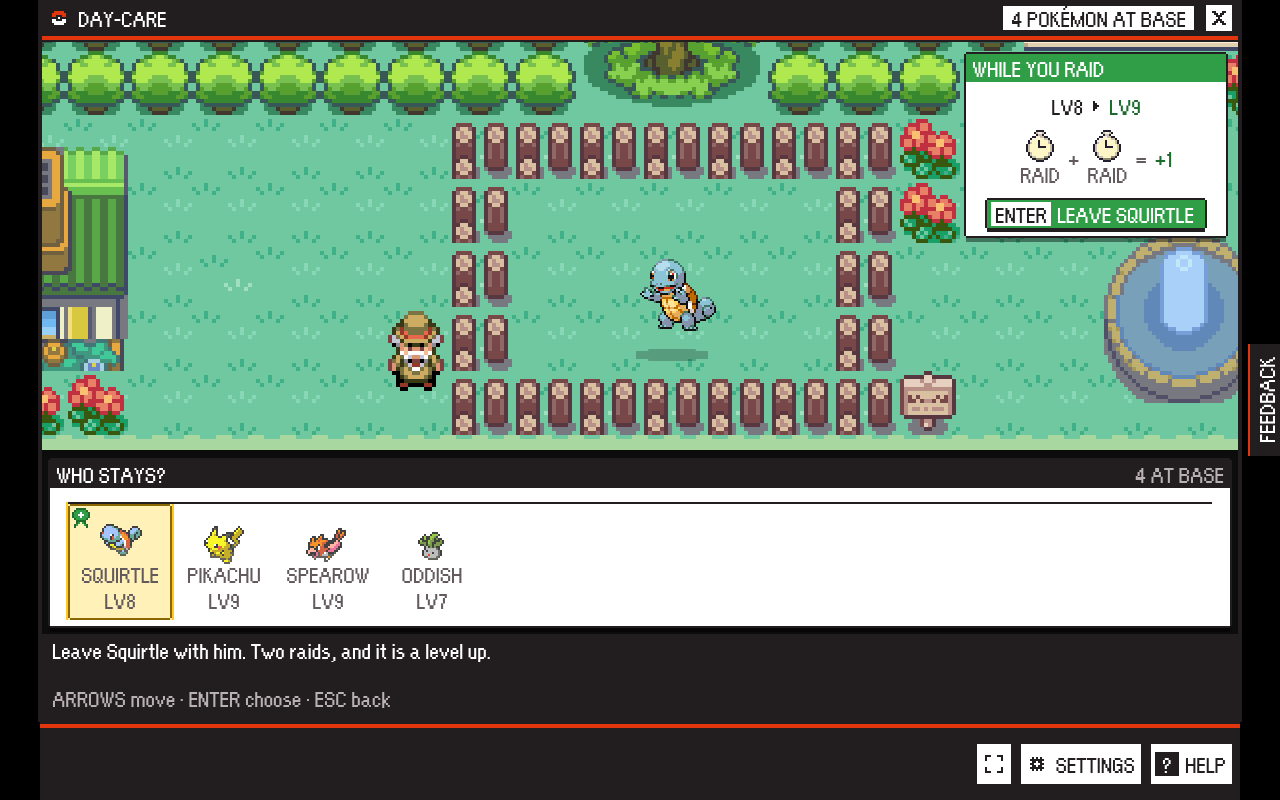 DAY-CARE
4 POKÉMON AT BASE
X
WHILE YOU RAID
LV8 ▸ LV9
RAID + RAID = +1
ENTER LEAVE SQUIRTLE
FEEDBACK
WHO STAYS?
4 AT BASE
SQUIRTLE
LV8
PIKACHU
LV9
SPEAROW
LV9
ODDISH
LV7
Leave Squirtle with him. Two raids, and it is a level up.
ARROWS move · ENTER choose · ESC back
SETTINGS
? HELP